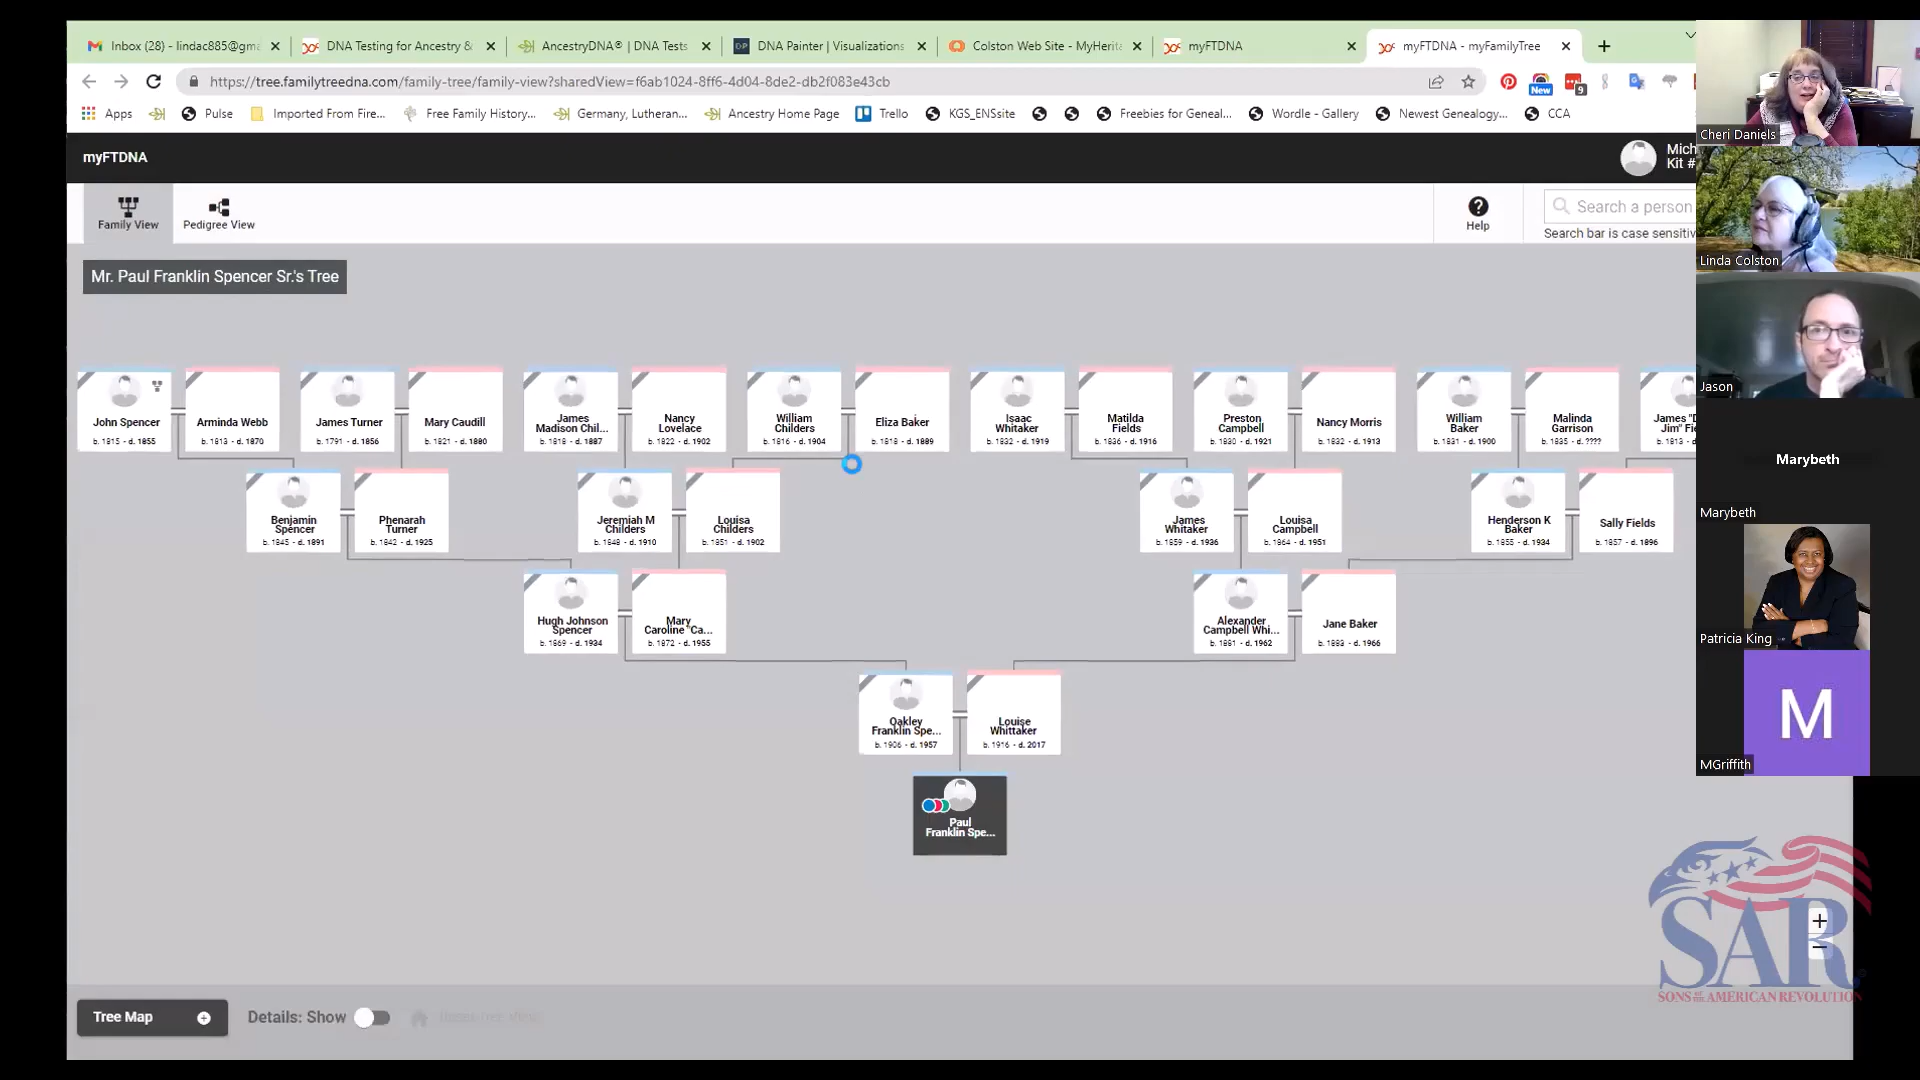 Inbox (28) - lindac885@gma
DNA Testing for Ancestry &
AncestryDNA® | DNA Tests
DNA Painter | Visualizations
Colston Web Site - MyHerita
myFTDNA
myFTDNA - myFamilyTree
https://tree.familytreedna.com/family-tree/family-view?sharedView=f6ab1024-8ff6-4d04-8de2-db2f083e43cb
New
9
Apps
Pulse
Imported From Fire...
Free Family History...
Germany, Lutheran...
Ancestry Home Page
Trello
KGS_ENSsite
Freebies for Geneal...
Wordle - Gallery
Newest Genealogy...
CCA
myFTDNA
Mich
Kit #
Family View
Pedigree View
Help
Search a person
Search bar is case sensitiv
Mr. Paul Franklin Spencer Sr.'s Tree
John Spencer
b. 1815 - d. 1855
Arminda Webb
b. 1813 - d. 1870
James Turner
b. 1791 - d. 1856
Mary Caudill
b. 1821 - d. 1880
James
Madison Chil...
b. 1818 - d. 1887
Nancy
Lovelace
b. 1822 - d. 1902
William
Childers
b. 1816 - d. 1904
Eliza Baker
b. 1818 - d. 1889
Isaac
Whitaker
b. 1832 - d. 1919
Matilda
Fields
b. 1836 - d. 1916
Preston
Campbell
b. 1830 - d. 1921
Nancy Morris
b. 1832 - d. 1913
William
Baker
b. 1831 - d. 1900
Malinda
Garrison
b. 1835 - d. ????
James "D
Jim" Fie
b. 1813 -
Benjamin
Spencer
b. 1845 - d. 1891
Phenarah
Turner
b. 1842 - d. 1925
Jeremiah M
Childers
b. 1848 - d. 1910
Louisa
Childers
b. 1851 - d. 1902
James
Whitaker
b. 1859 - d. 1936
Louisa
Campbell
b. 1864 - d. 1951
Henderson K
Baker
b. 1855 - d. 1934
Sally Fields
b. 1857 - d. 1896
Hugh Johnson
Spencer
b. 1869 - d. 1934
Mary
Caroline "Ca...
b. 1872 - d. 1955
Alexander
Campbell Whi...
b. 1881 - d. 1962
Jane Baker
b. 1883 - d. 1966
Oakley
Franklin Spe...
b. 1906 - d. 1957
Louise
Whittaker
b. 1916 - d. 2017
Paul
Franklin Spe...
Tree Map
Details: Show
Cheri Daniels
Linda Colston
Jason
Marybeth
Marybeth
Patricia King
M
MGriffith
SAR
SONS OF THE AMERICAN REVOLUTION